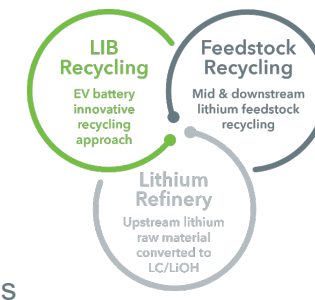 LIB
Recycling
EV battery
innovative
recycling
approach
Feedstock
Recycling
Mid & downstream
lithium feedstock
recycling
Lithium
Refinery
Upstream lithium
raw material
converted to
LC/LiOH
s